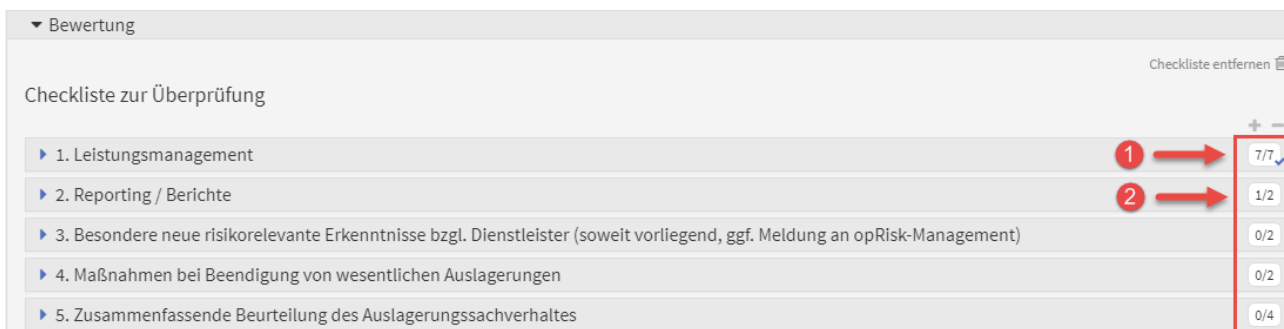 Bewertung
Checkliste entfernen
Checkliste zur Überprüfung
1. Leistungsmanagement 1 7/7
2. Reporting / Berichte 2 1/2
3. Besondere neue risikorelevante Erkenntnisse bzgl. Dienstleister (soweit vorliegend, ggf. Meldung an opRisk-Management) 0/2
4. Maßnahmen bei Beendigung von wesentlichen Auslagerungen 0/2
5. Zusammenfassende Beurteilung des Auslagerungssachverhaltes 0/4